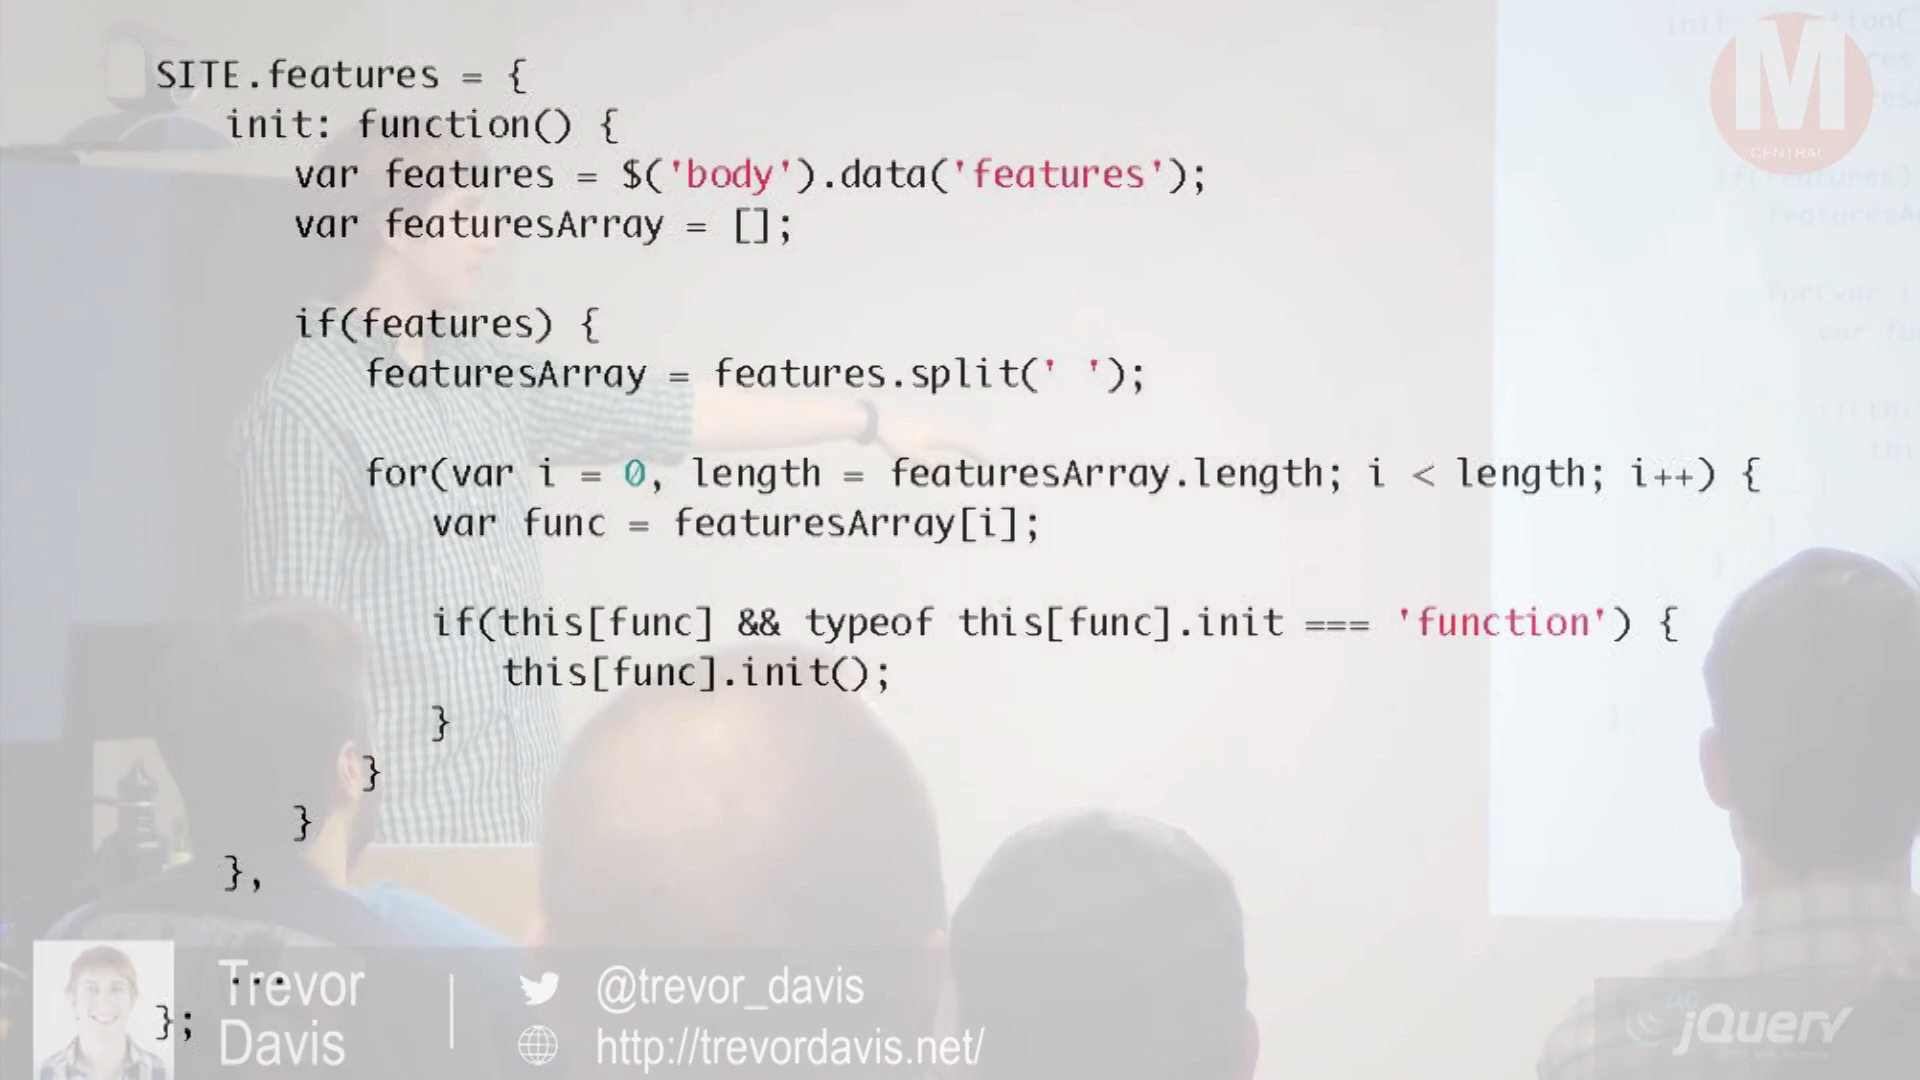 SITE.features = {
init: function() {
var features = $('body').data('features');
var featuresArray = [];
if(features) {
featuresArray = features.split(' ');
for(var i = 0, length = featuresArray.length; i < length; i++) {
var func = featuresArray[i];
if(this[func] && typeof this[func].init === 'function') {
this[func].init();
}
}
}
},
...
};
M
CENTRAL
Trevor
Davis
@trevor_davis
http://trevordavis.net/
DC
jQuery